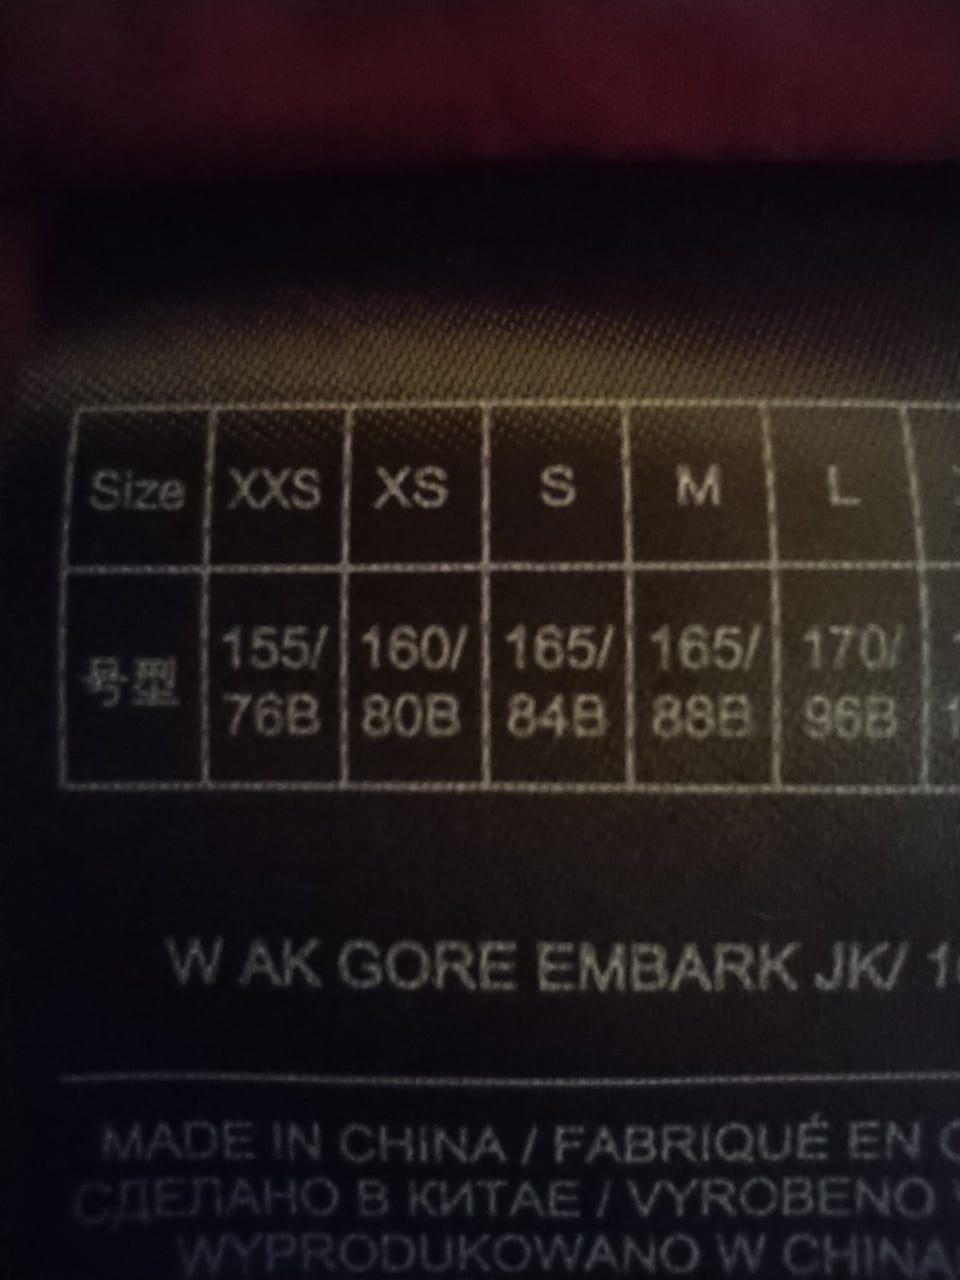 Size XXS XS S M L
号型 155/ 160/ 165/ 165/ 170/
76B 80B 84B 88B 96B
W AK GORE EMBARK JK/
MADE IN CHINA / FABRIQUÉ EN
СДЕЛАНО В КИТАЕ / VYROBENO
WYPRODUKOWANO W CHINA